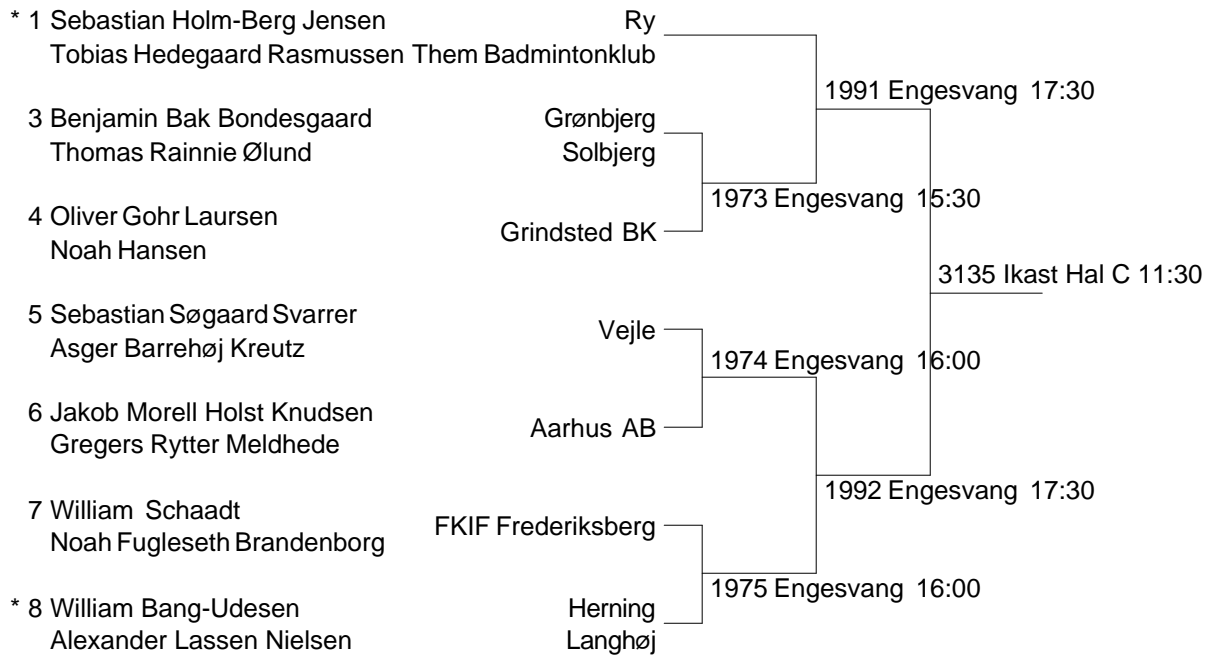 * 1 Sebastian Holm-Berg Jensen Ry
Tobias Hedegaard Rasmussen Them Badmintonklub
1991 Engesvang 17:30
3 Benjamin Bak Bondesgaard Grønbjerg
Thomas Rainnie Ølund Solbjerg
1973 Engesvang 15:30
4 Oliver Gohr Laursen
Noah Hansen Grindsted BK
3135 Ikast Hal C 11:30
5 Sebastian Søgaard Svarrer
Asger Barrehøj Kreutz Vejle
1974 Engesvang 16:00
6 Jakob Morell Holst Knudsen
Gregers Rytter Meldhede Aarhus AB
1992 Engesvang 17:30
7 William Schaadt
Noah Fugleseth Brandenborg FKIF Frederiksberg
1975 Engesvang 16:00
* 8 William Bang-Udesen Herning
Alexander Lassen Nielsen Langhøj